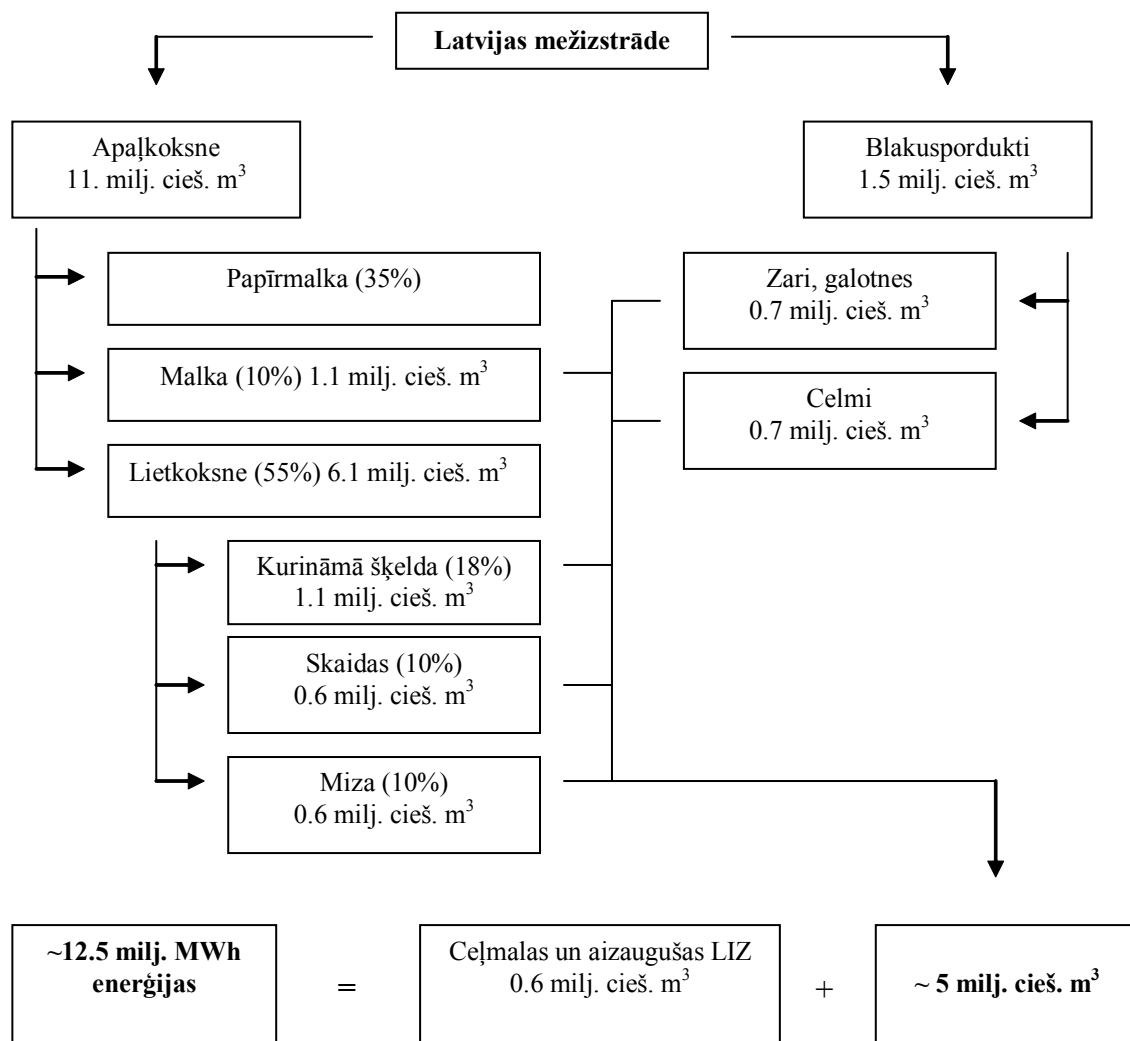 Latvijas mežizstrāde
Apaļkoksne
11. milj. cieš. m³
Blakuspordukti
1.5 milj. cieš. m³
Papīrmalka (35%)
Malka (10%) 1.1 milj. cieš. m³
Lietkoksne (55%) 6.1 milj. cieš. m³
Zari, galotnes
0.7 milj. cieš. m³
Celmi
0.7 milj. cieš. m³
Kurināmā šķelda (18%)
1.1 milj. cieš. m³
Skaidas (10%)
0.6 milj. cieš. m³
Miza (10%)
0.6 milj. cieš. m³
~12.5 milj. MWh
enerģijas
=
Ceļmalas un aizaugušas LIZ
0.6 milj. cieš. m³
+
~ 5 milj. cieš. m³